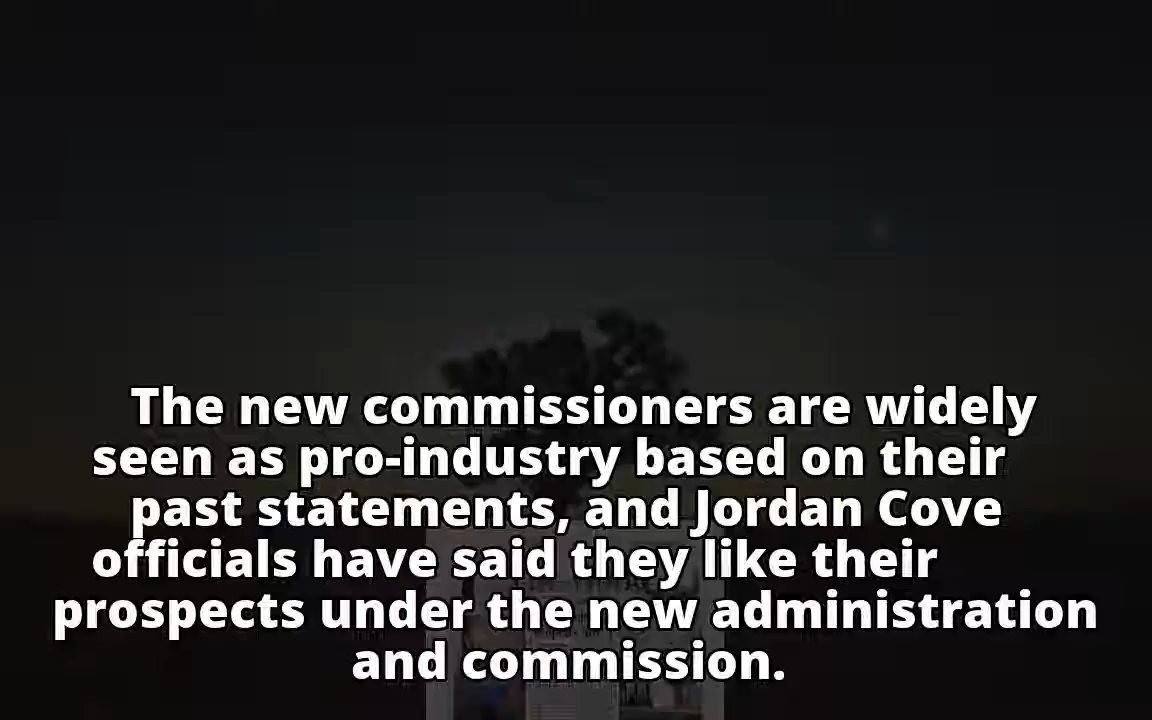 The new commissioners are widely
seen as pro-industry based on their
past statements, and Jordan Cove
officials have said they like their
prospects under the new administration
and commission.